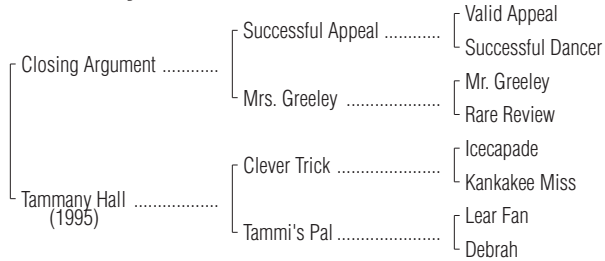 Valid Appeal
Successful Appeal ............
Successful Dancer
Closing Argument ............
Mr. Greeley
Mrs. Greeley ....................
Rare Review
Icecapade
Clever Trick ......................
Kankakee Miss
Tammany Hall ..................
(1995)
Lear Fan
Tammi's Pal ......................
Debrah